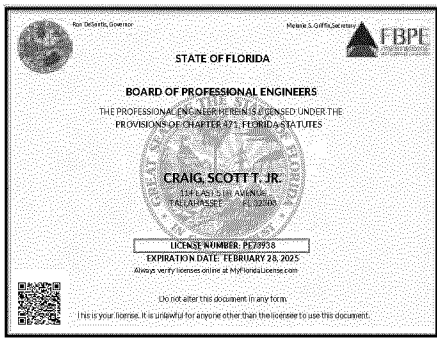 Ron DeSantis, Governor
Melanie S. Griffin, Secretary
FBPE
STATE OF FLORIDA
BOARD OF PROFESSIONAL ENGINEERS
THE PROFESSIONAL ENGINEER HEREIN IS LICENSED UNDER THE
PROVISIONS OF CHAPTER 471, FLORIDA STATUTES
CRAIG, SCOTT T. JR.
114 EAST 5TH AVENUE
TALLAHASSEE FL 32303
LICENSE NUMBER: PE73938
EXPIRATION DATE: FEBRUARY 28, 2025
Always verify licenses online at MyFloridaLicense.com
Do not alter this document in any form.
This is your license. It is unlawful for anyone other than the licensee to use this document.